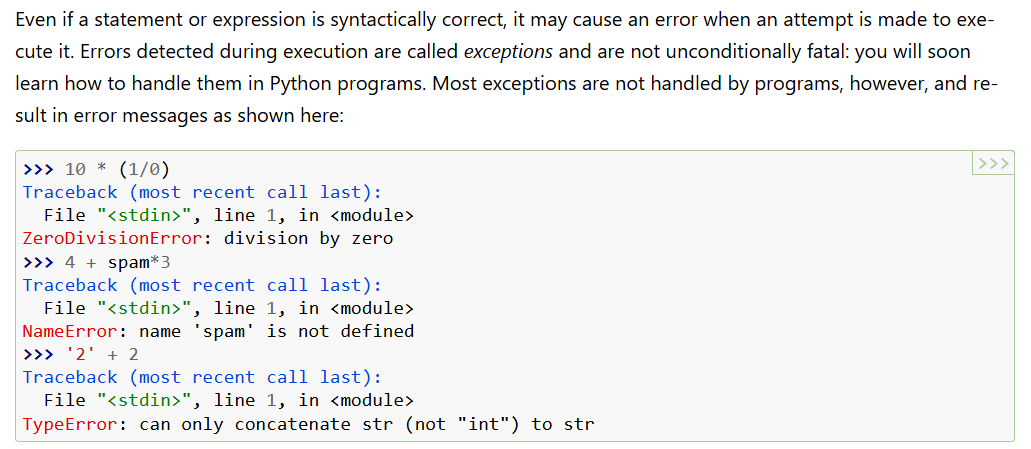 Even if a statement or expression is syntactically correct, it may cause an error when an attempt is made to exe-
cute it. Errors detected during execution are called exceptions and are not unconditionally fatal: you will soon
learn how to handle them in Python programs. Most exceptions are not handled by programs, however, and re-
sult in error messages as shown here:
>>>
>>> 10 * (1/0)
Traceback (most recent call last):
  File "<stdin>", line 1, in <module>
ZeroDivisionError: division by zero
>>> 4 + spam*3
Traceback (most recent call last):
  File "<stdin>", line 1, in <module>
NameError: name 'spam' is not defined
>>> '2' + 2
Traceback (most recent call last):
  File "<stdin>", line 1, in <module>
TypeError: can only concatenate str (not "int") to str